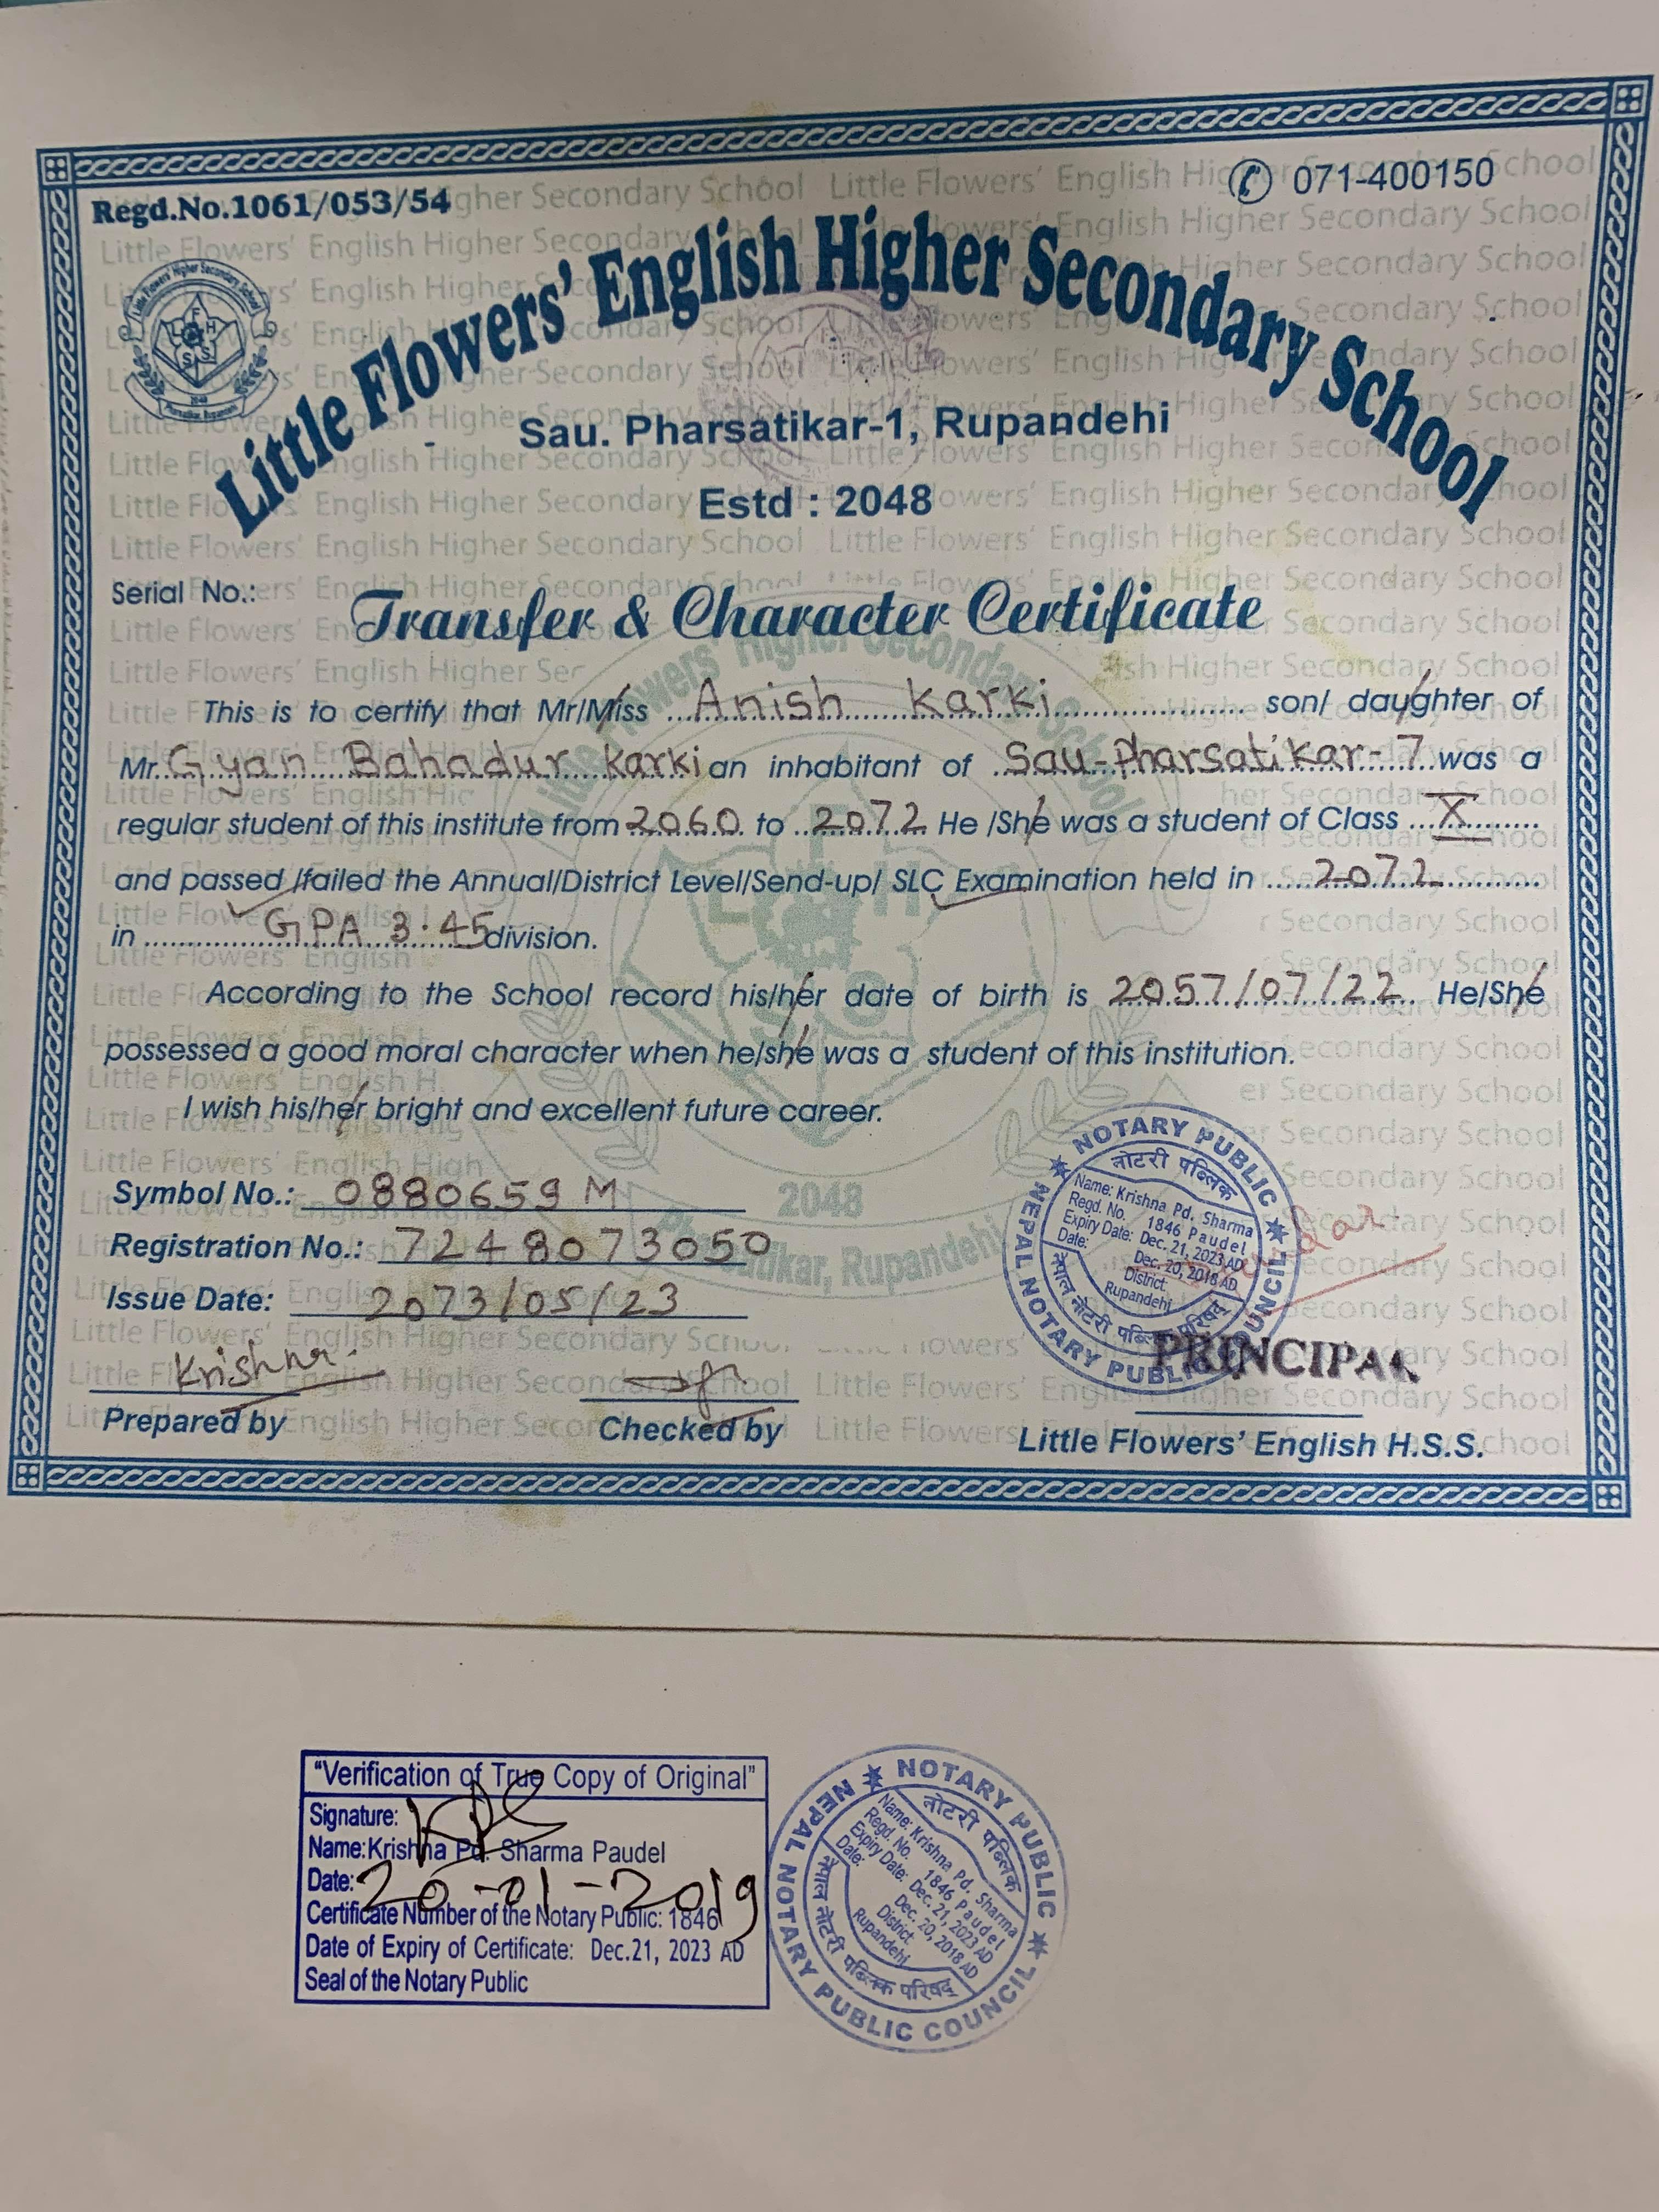 Regd.No.1061/053/54
071-400150
Little Flowers' English Higher Secondary School
Sau. Pharsatikar-1, Rupandehi
Estd : 2048
Serial No.:
Transfer & Character Certificate
This is to certify that Mr/Miss Anish Karki son/ daughter of
Mr. Gyan Bahadur Karki an inhabitant of Sau-Pharsatikar-7 was a
regular student of this institute from 2060 to 2072 He /She was a student of Class X
and passed /failed the Annual/District Level/Send-up/ SLC Examination held in 2072
in GPA 3.45 division.
According to the School record his/her date of birth is 2057/07/22 He/She
possessed a good moral character when he/she was a student of this institution.
I wish his/her bright and excellent future career.
Symbol No.: 0880659 M
Registration No.: 7248073050
Issue Date: 2073/05/23
Krishna
Prepared by
Checked by
PRINCIPAL
Little Flowers' English H.S.S.
NOTARY PUBLIC
नोटरी पब्लिक
Name: Krishna Pd. Sharma
Regd. No. 1846 Paudel
Expiry Date: Dec. 21, 2023 AD
Date: Dec. 20, 2018 AD
District.
Rupandehi
नेपाल नोटरी पब्लिक परिषद्
NEPAL NOTARY PUBLIC COUNCIL
"Verification of True Copy of Original"
Signature:
Name:Krishna Pd. Sharma Paudel
Date: 20-01-2019
Certificate Number of the Notary Public: 1846
Date of Expiry of Certificate: Dec.21, 2023 AD
Seal of the Notary Public
NOTARY PUBLIC
नोटरी पब्लिक
Name: Krishna Pd. Sharma
Regd. No. 1846 Paudel
Expiry Date: Dec. 21, 2023 AD
Date: Dec. 20, 2018 AD
District.
Rupandehi
नेपाल नोटरी पब्लिक परिषद्
NEPAL NOTARY PUBLIC COUNCIL